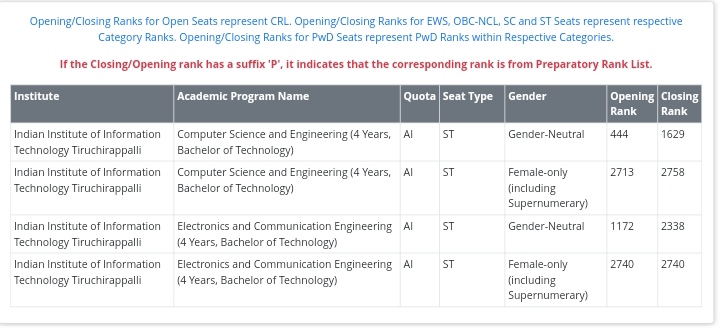 Opening/Closing Ranks for Open Seats represent CRL. Opening/Closing Ranks for EWS, OBC-NCL, SC and ST Seats represent respective
Category Ranks. Opening/Closing Ranks for PwD Seats represent PwD Ranks within Respective Categories.
If the Closing/Opening rank has a suffix 'P', it indicates that the corresponding rank is from Preparatory Rank List.
Institute Academic Program Name Quota Seat Type Gender Opening Closing
Rank Rank
Indian Institute of Information Computer Science and Engineering (4 Years, AI ST Gender-Neutral 444 1629
Technology Tiruchirappalli Bachelor of Technology)
Indian Institute of Information Computer Science and Engineering (4 Years, AI ST Female-only 2713 2758
Technology Tiruchirappalli Bachelor of Technology) (including
Supernumerary)
Indian Institute of Information Electronics and Communication Engineering AI ST Gender-Neutral 1172 2338
Technology Tiruchirappalli (4 Years, Bachelor of Technology)
Indian Institute of Information Electronics and Communication Engineering AI ST Female-only 2740 2740
Technology Tiruchirappalli (4 Years, Bachelor of Technology) (including
Supernumerary)